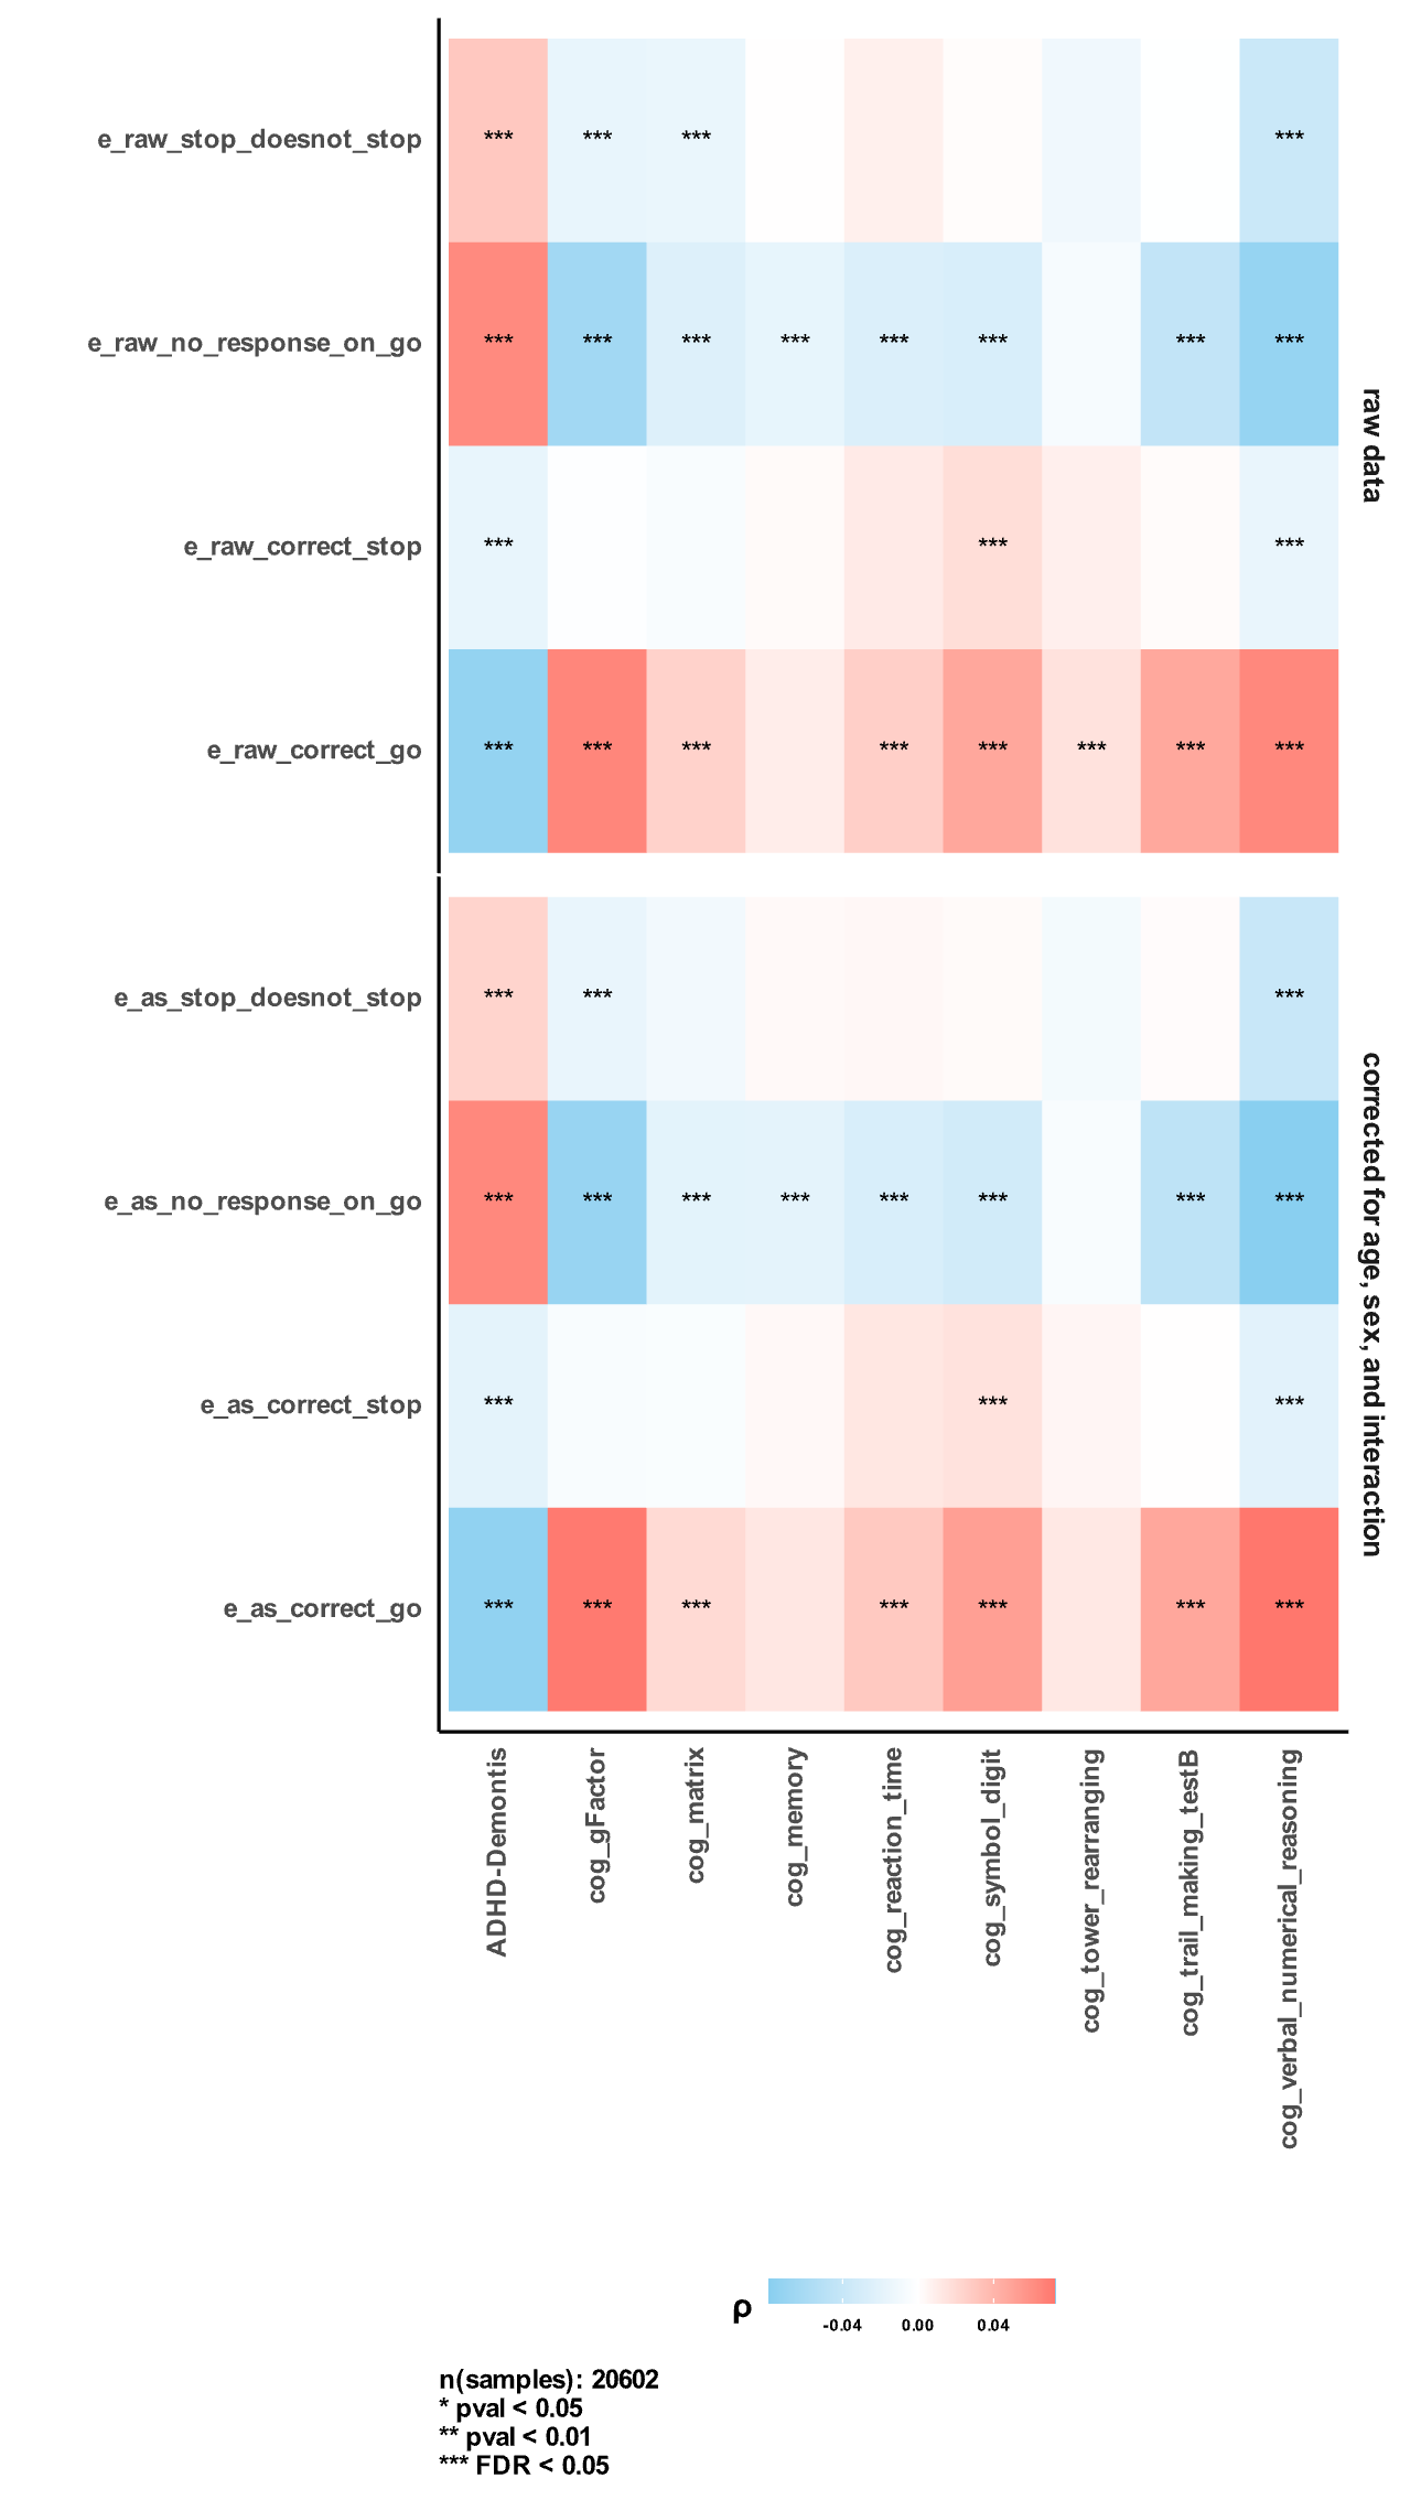 e_raw_stop_doesnot_stop *** *** *** ***
e_raw_no_response_on_go *** *** *** *** *** *** *** ***
e_raw_correct_stop *** *** ***
e_raw_correct_go *** *** *** *** *** *** *** ***
raw data
e_as_stop_doesnot_stop *** *** ***
e_as_no_response_on_go *** *** *** *** *** *** *** ***
e_as_correct_stop *** *** ***
e_as_correct_go *** *** *** *** *** *** ***
corrected for age, sex, and interaction
ADHD-Demontis
cog_gFactor
cog_matrix
cog_memory
cog_reaction_time
cog_symbol_digit
cog_tower_rearranging
cog_trail_making_testB
cog_verbal_numerical_reasoning
ρ
-0.04 0.00 0.04
n(samples): 20602
* pval < 0.05
** pval < 0.01
*** FDR < 0.05